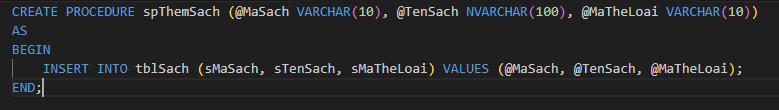 CREATE PROCEDURE spThemSach (@MaSach VARCHAR(10), @TenSach NVARCHAR(100), @MaTheLoai VARCHAR(10))
AS
BEGIN
    INSERT INTO tblSach (sMaSach, sTenSach, sMaTheLoai) VALUES (@MaSach, @TenSach, @MaTheLoai);
END;